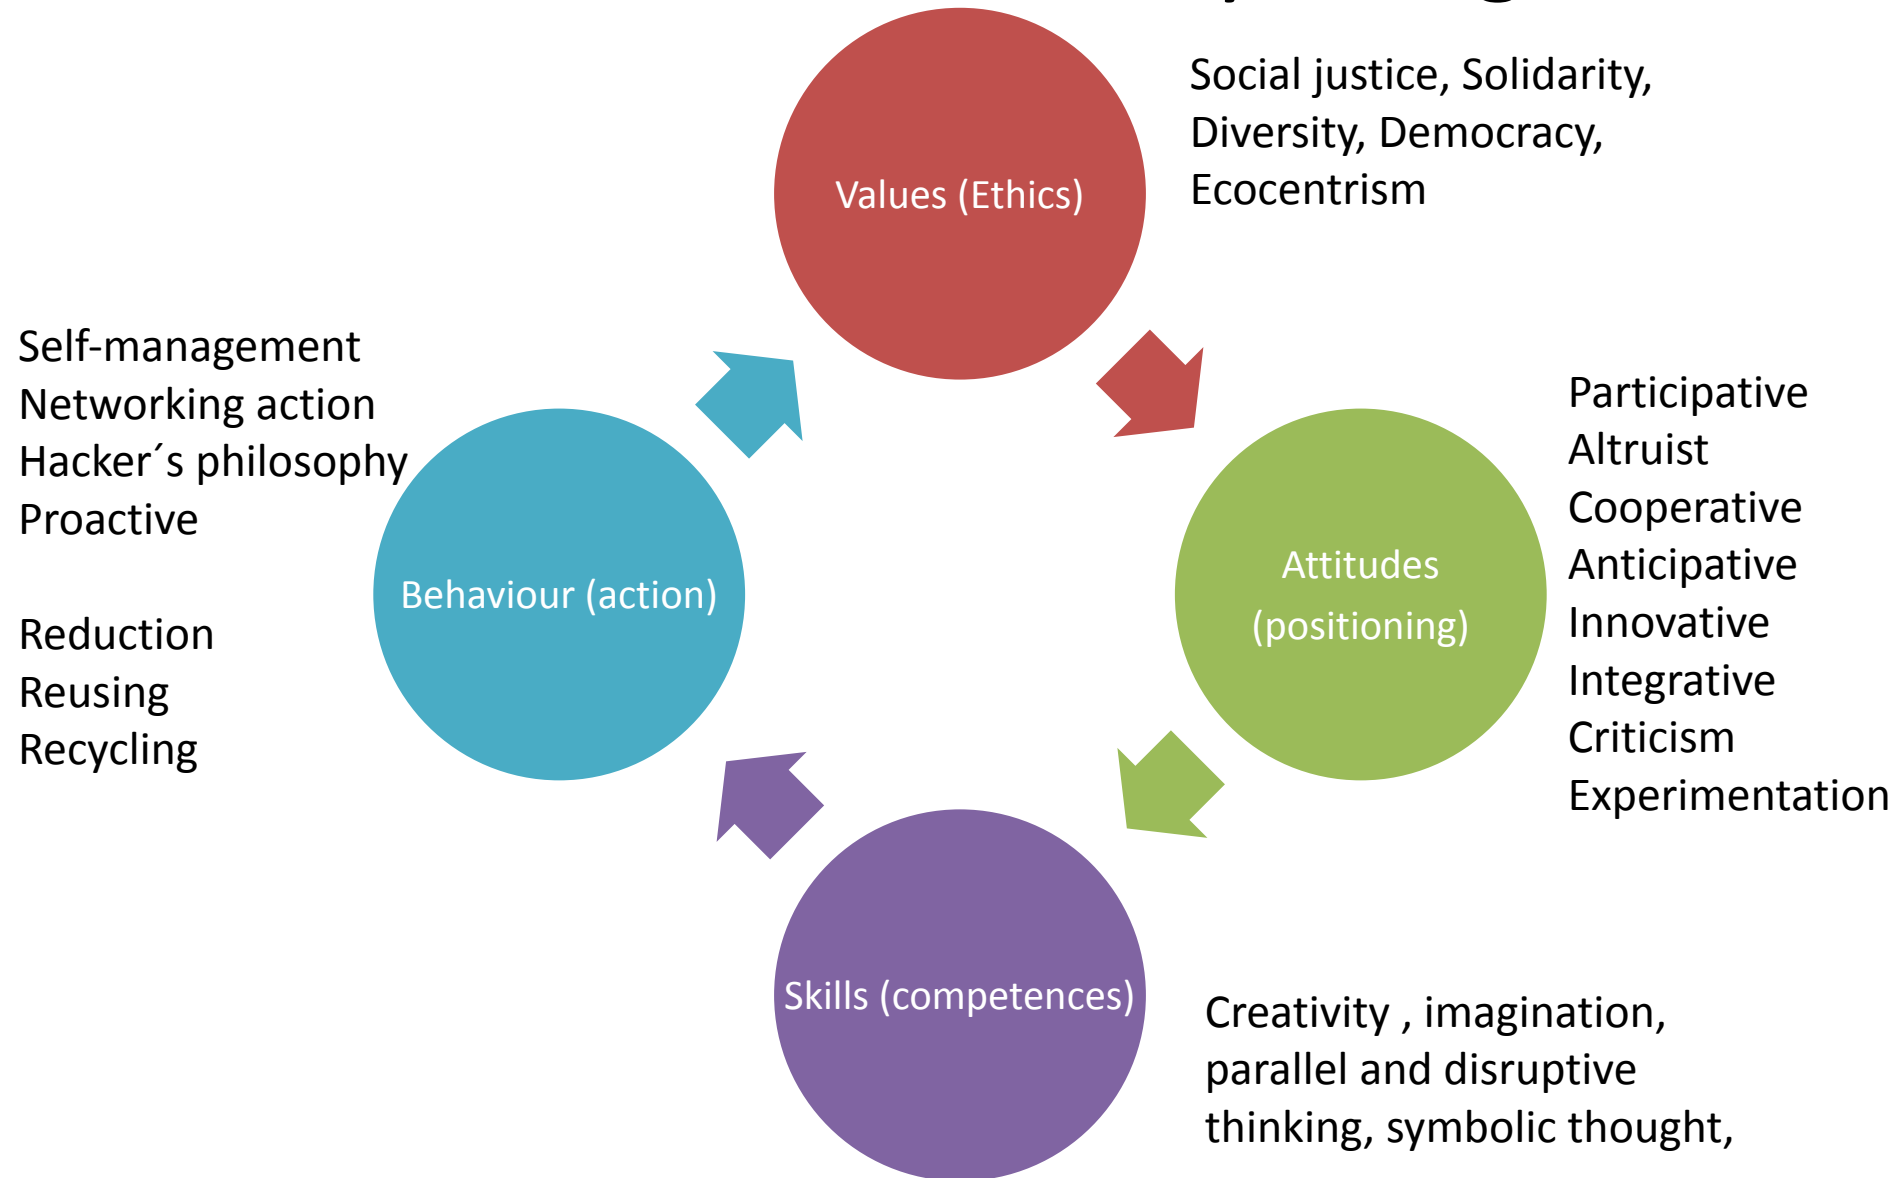 Social justice, Solidarity,
Diversity, Democracy,
Ecocentrism
Values (Ethics)
Self-management
Networking action
Hacker´s philosophy
Proactive
Reduction
Reusing
Recycling
Behaviour (action)
Attitudes
(positioning)
Participative
Altruist
Cooperative
Anticipative
Innovative
Integrative
Criticism
Experimentation
Skills (competences)
Creativity , imagination,
parallel and disruptive
thinking, symbolic thought,